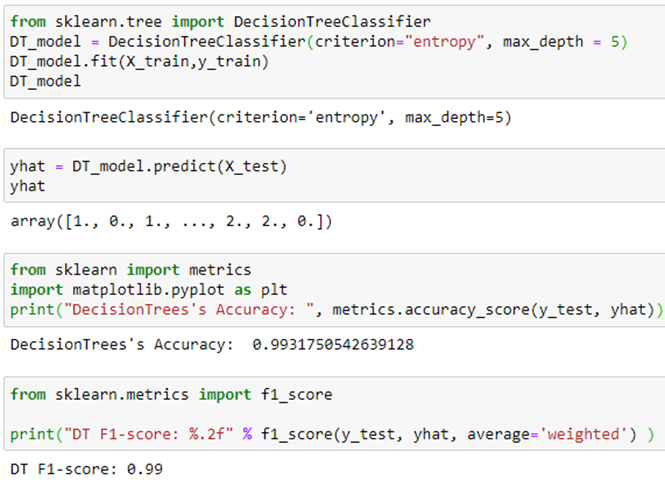 from sklearn.tree import DecisionTreeClassifier
DT_model = DecisionTreeClassifier(criterion="entropy", max_depth = 5)
DT_model.fit(X_train,y_train)
DT_model
DecisionTreeClassifier(criterion='entropy', max_depth=5)
yhat = DT_model.predict(X_test)
yhat
array([1., 0., 1., ..., 2., 2., 0.])
from sklearn import metrics
import matplotlib.pyplot as plt
print("DecisionTrees's Accuracy: ", metrics.accuracy_score(y_test, yhat))
DecisionTrees's Accuracy:  0.9931750542639128
from sklearn.metrics import f1_score
print("DT F1-score: %.2f" % f1_score(y_test, yhat, average='weighted') )
DT F1-score: 0.99